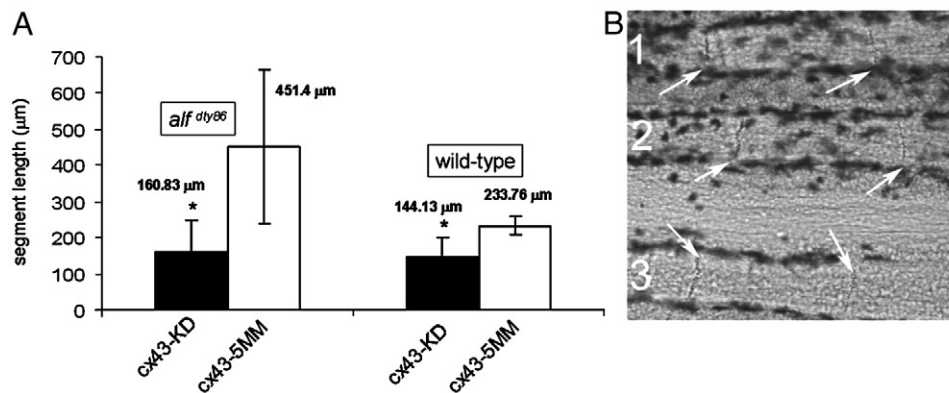 A
segment length (µm)
700
600
500
400
300
200
100
0
alf dty86
160.83 µm
*
451.4 µm
wild-type
144.13 µm
*
233.76 µm
cx43-KD
cx43-5MM
cx43-KD
cx43-5MM
B
1
2
3